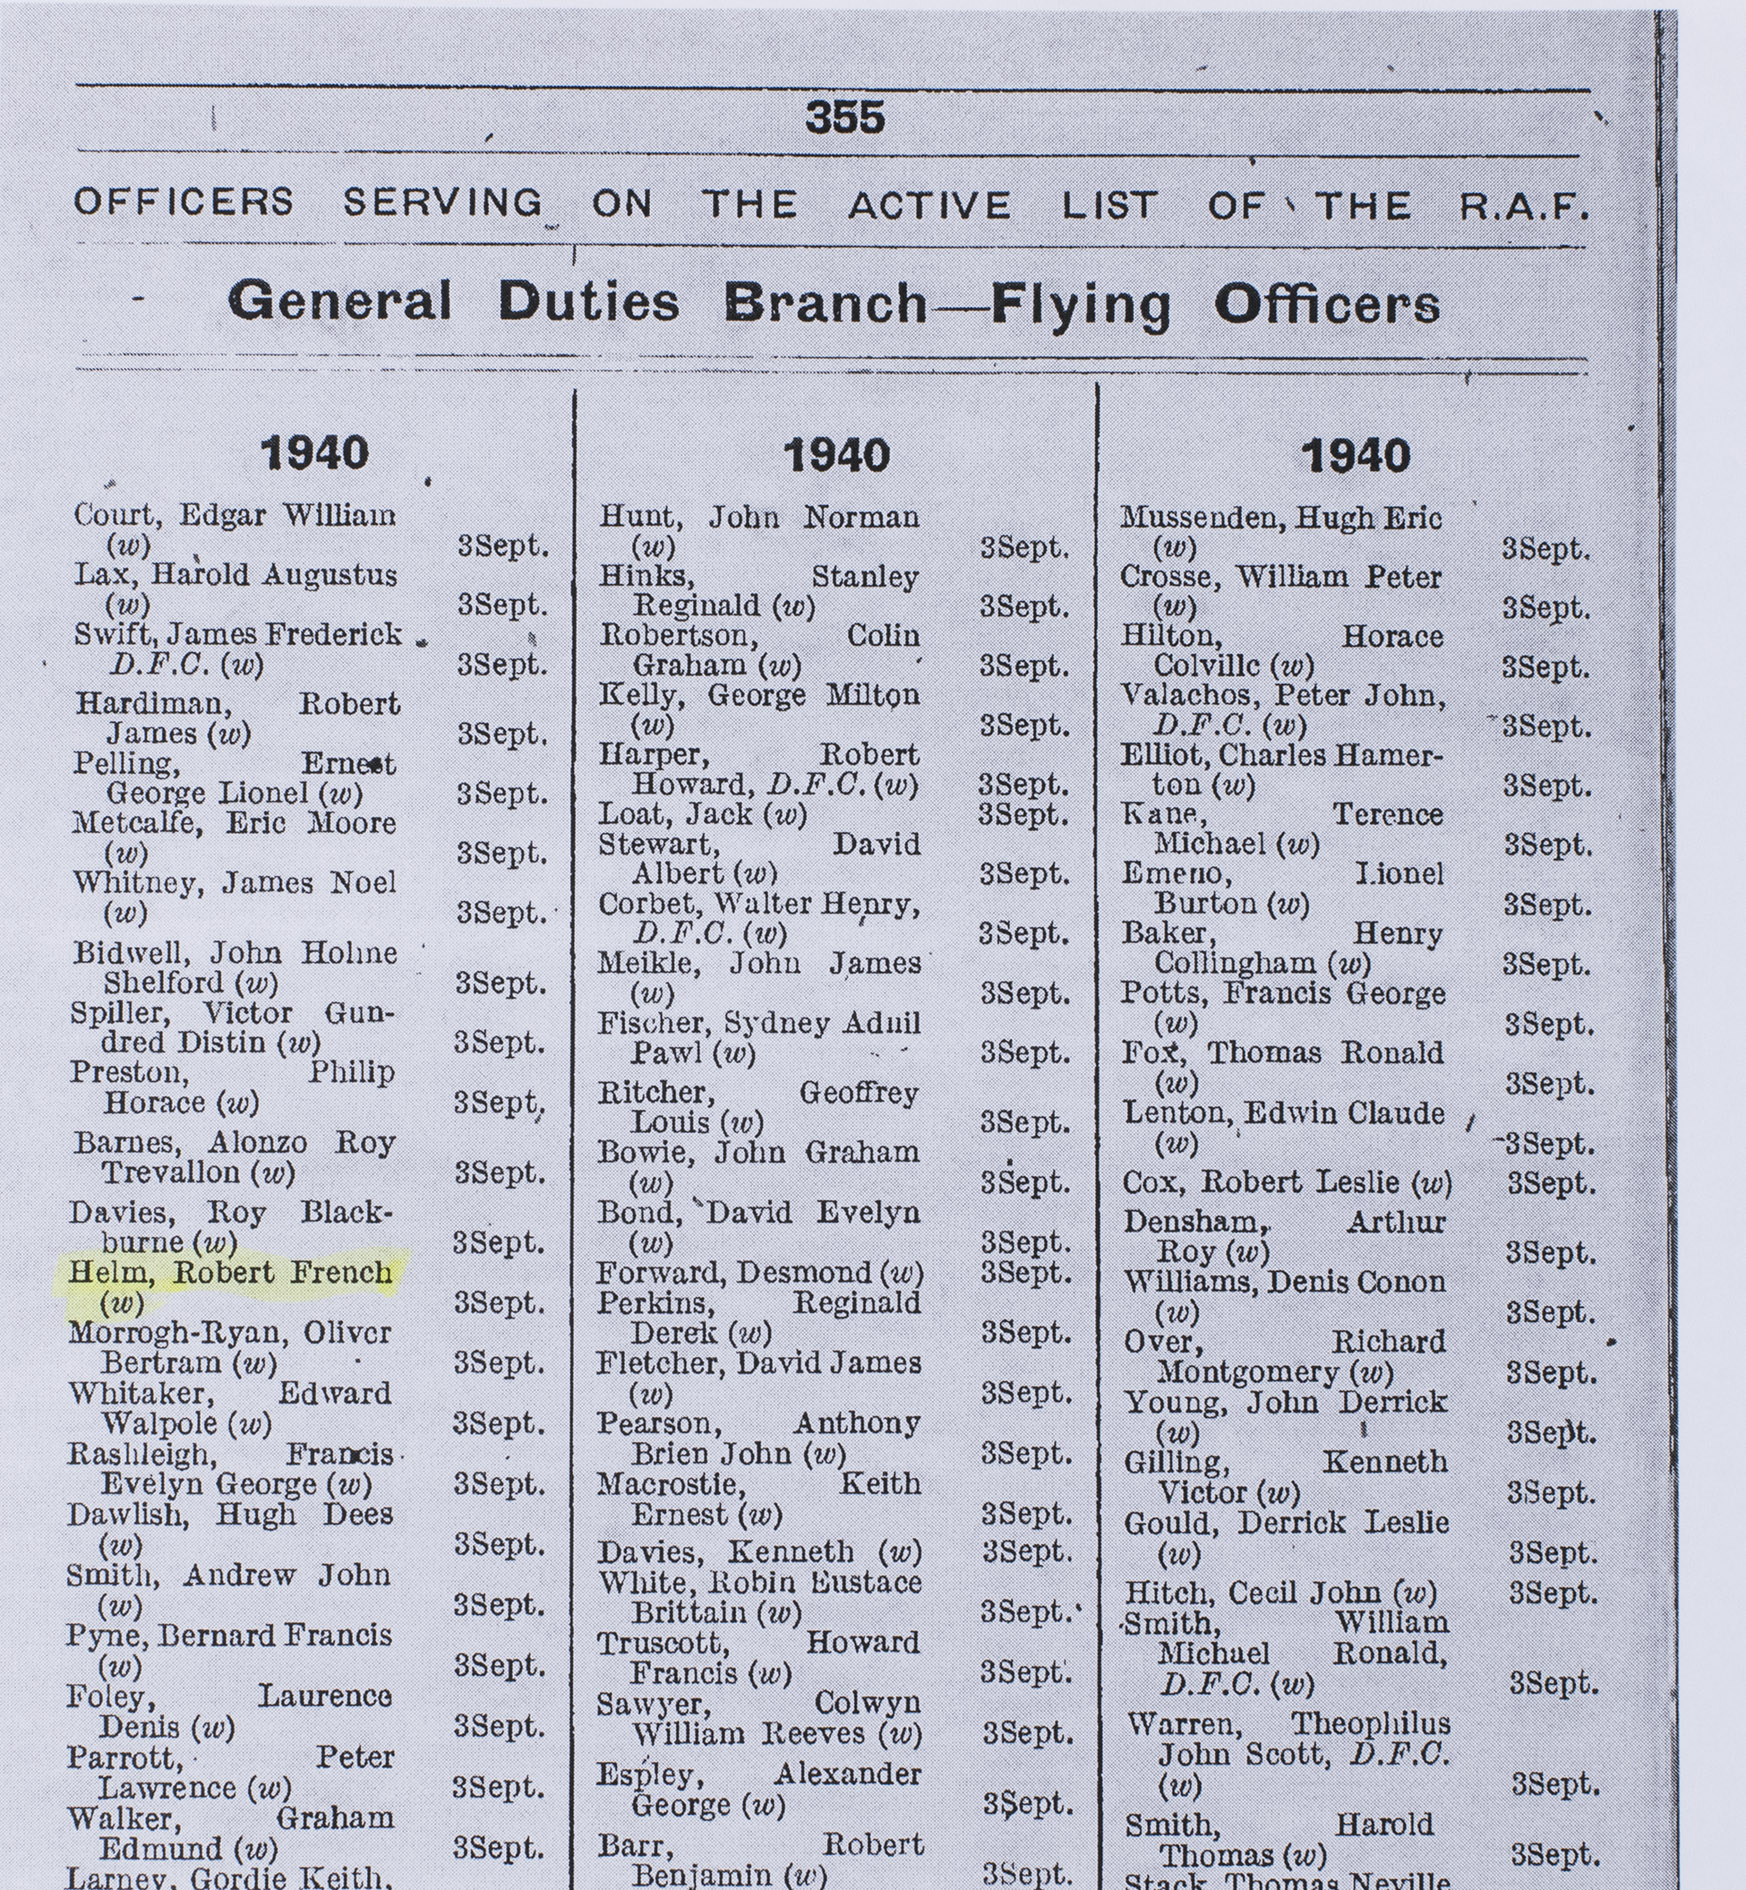 355
OFFICERS SERVING ON THE ACTIVE LIST OF THE R.A.F.
General Duties Branch—Flying Officers
1940
Court, Edgar William
(w) 3Sept.
Lax, Harold Augustus
(w) 3Sept.
Swift, James Frederick
D.F.C. (w) 3Sept.
Hardiman, Robert
James (w) 3Sept.
Pelling, Ernest
George Lionel (w) 3Sept.
Metcalfe, Eric Moore
(w) 3Sept.
Whitney, James Noel
(w) 3Sept.
Bidwell, John Holme
Shelford (w) 3Sept.
Spiller, Victor Gun-
dred Distin (w) 3Sept.
Preston, Philip
Horace (w) 3Sept.
Barnes, Alonzo Roy
Trevallon (w) 3Sept.
Davies, Roy Black-
burne (w) 3Sept.
Helm, Robert French
(w) 3Sept.
Morrogh-Ryan, Oliver
Bertram (w) 3Sept.
Whitaker, Edward
Walpole (w) 3Sept.
Rashleigh, Francis
Evelyn George (w) 3Sept.
Dawlish, Hugh Dees
(w) 3Sept.
Smith, Andrew John
(w) 3Sept.
Pyne, Bernard Francis
(w) 3Sept.
Foley, Laurence
Denis (w) 3Sept.
Parrott, Peter
Lawrence (w) 3Sept.
Walker, Graham
Edmund (w) 3Sept.
Larney, Gordie Keith,
1940
Hunt, John Norman
(w) 3Sept.
Hinks, Stanley
Reginald (w) 3Sept.
Robertson, Colin
Graham (w) 3Sept.
Kelly, George Milton
(w) 3Sept.
Harper, Robert
Howard, D.F.C. (w) 3Sept.
Loat, Jack (w) 3Sept.
Stewart, David
Albert (w) 3Sept.
Corbet, Walter Henry,
D.F.C. (w) 3Sept.
Meikle, John James
(w) 3Sept.
Fischer, Sydney Aduil
Pawl (w) 3Sept.
Ritcher, Geoffrey
Louis (w) 3Sept.
Bowie, John Graham
(w) 3Sept.
Bond, David Evelyn
(w) 3Sept.
Forward, Desmond (w) 3Sept.
Perkins, Reginald
Derek (w) 3Sept.
Fletcher, David James
(w) 3Sept.
Pearson, Anthony
Brien John (w) 3Sept.
Macrostie, Keith
Ernest (w) 3Sept.
Davies, Kenneth (w) 3Sept.
White, Robin Eustace
Brittain (w) 3Sept.
Truscott, Howard
Francis (w) 3Sept.
Sawyer, Colwyn
William Reeves (w) 3Sept.
Espley, Alexander
George (w) 3Sept.
Barr, Robert
Benjamin (w) 3Sept.
1940
Mussenden, Hugh Eric
(w) 3Sept.
Crosse, William Peter
(w) 3Sept.
Hilton, Horace
Colville (w) 3Sept.
Valachos, Peter John,
D.F.C. (w) 3Sept.
Elliot, Charles Hamer-
ton (w) 3Sept.
Kane, Terence
Michael (w) 3Sept.
Emeno, Lionel
Burton (w) 3Sept.
Baker, Henry
Collingham (w) 3Sept.
Potts, Francis George
(w) 3Sept.
Fox, Thomas Ronald
(w) 3Sept.
Lenton, Edwin Claude
(w) 3Sept.
Cox, Robert Leslie (w) 3Sept.
Densham, Arthur
Roy (w) 3Sept.
Williams, Denis Conon
(w) 3Sept.
Over, Richard
Montgomery (w) 3Sept.
Young, John Derrick
(w) 3Sept.
Gilling, Kenneth
Victor (w) 3Sept.
Gould, Derrick Leslie
(w) 3Sept.
Hitch, Cecil John (w) 3Sept.
Smith, William
Michael Ronald,
D.F.C. (w) 3Sept.
Warren, Theophilus
John Scott, D.F.C.
(w) 3Sept.
Smith, Harold
Thomas (w) 3Sept.
Stack, Thomas Neville